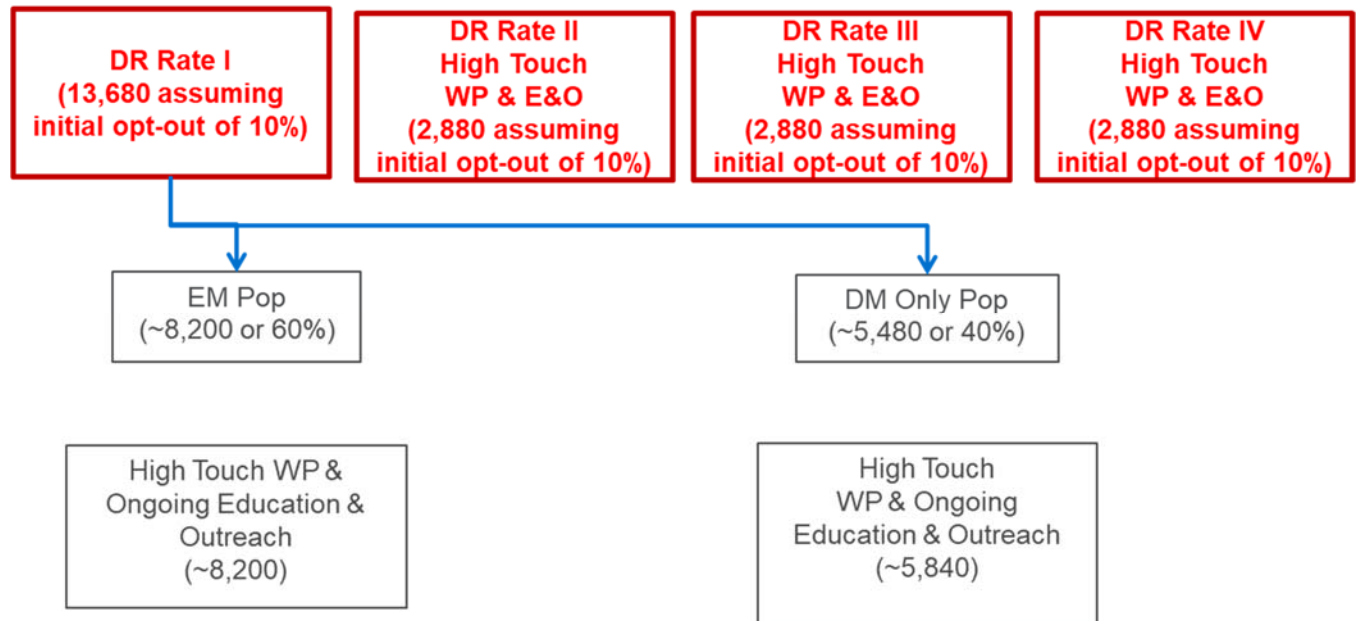 DR Rate I
(13,680 assuming
initial opt-out of 10%)
DR Rate II
High Touch
WP & E&O
(2,880 assuming
initial opt-out of 10%)
DR Rate III
High Touch
WP & E&O
(2,880 assuming
initial opt-out of 10%)
DR Rate IV
High Touch
WP & E&O
(2,880 assuming
initial opt-out of 10%)
EM Pop
(~8,200 or 60%)
DM Only Pop
(~5,480 or 40%)
High Touch WP &
Ongoing Education &
Outreach
(~8,200)
High Touch
WP & Ongoing
Education & Outreach
(~5,840)